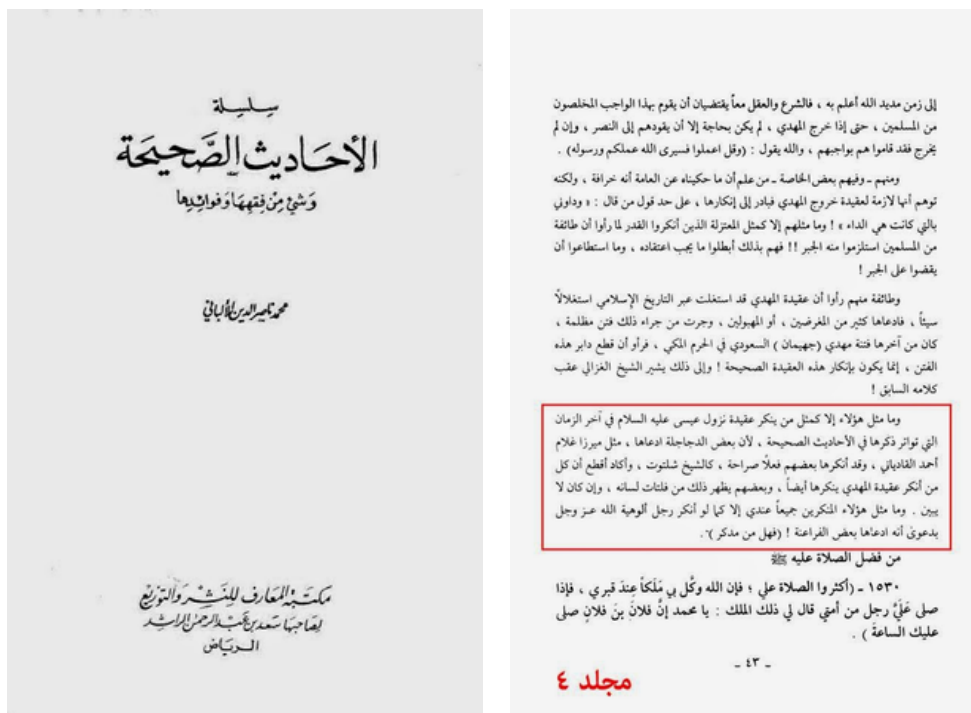 سلسلة
الأحاديث الصحيحة
وشيء من فقهها وفوائدها
محمد ناصر الدين الألباني
مكتبة المعارف للنشر والتوزيع
لصاحبها سعد بن عبد الرحمن الراشد
الرياض
إلى زمن مديد الله أعلم به ، فالشرع والعقل معاً يقتضيان أن يقوم بهذا الواجب المخلصون
من المسلمين ، حتى إذا خرج المهدي ، لم يكن بحاجة إلا أن يقودهم إلى النصر ، وإن لم
يخرج فقد قاموا هم بواجبهم ، والله يقول : (وقل اعملوا فسيرى الله عملكم ورسوله) .
ومنهم ـ وفيهم بعض الخاصة ـ من علم أن ما حكيناه عن العامة أنه خرافة ، ولكنه
توهم أنها لازمة لعقيدة خروج المهدي فبادر إلى إنكارها ، على حد قول من قال : « وداوني
بالتي كانت هي الداء » ! وما مثلهم إلا كمثل المعتزلة الذين أنكروا القدر لما رأوا أن طائفة
من المسلمين استلزموا منه الجبر !! فهم بذلك أبطلوا ما يجب اعتقاده ، وما استطاعوا أن
يقضوا على الجبر !
وطائفة منهم رأوا أن عقيدة المهدي قد استغلت عبر التاريخ الإسلامي استغلالاً
سيئاً ، فادعاها كثير من المغرضين ، أو المهبولين ، وجرت من جراء ذلك فتن مظلمة ،
كان من آخرها فتنة مهدي (جهيمان) السعودي في الحرم المكي ، فرأو أن قطع دابر هذه
الفتن ، إنما يكون بإنكار هذه العقيدة الصحيحة ! وإلى ذلك يشير الشيخ الغزالي عقب
كلامه السابق !
وما مثل هؤلاء إلا كمثل من ينكر عقيدة نزول عيسى عليه السلام في آخر الزمان
التي تواتر ذكرها في الأحاديث الصحيحة ، لأن بعض الدجاجلة ادعاها ، مثل ميرزا غلام
أحمد القادياني ، وقد أنكرها بعضهم فعلاً صراحة ، كالشيخ شلتوت ، وأكاد أقطع أن كل
من أنكر عقيدة المهدي ينكرها أيضاً ، وبعضهم يظهر ذلك من فلتات لسانه ، وإن كان لا
يبين . وما مثل هؤلاء المنكرين جميعاً عندي إلا كما لو أنكر رجل ألوهية الله عز وجل
بدعوى أنه ادعاها بعض الفراعنة ! (فهل من مدكر) .
من فضل الصلاة عليه ﷺ
١٥٣٠ ـ (أكثروا الصلاة علي ؛ فإن الله وكَّل بي مَلَكاً عِندَ قبري ، فإذا
صلى عَلَيَّ رجل من أمتي قال لي ذلك الملك : يا محمد إنَّ فلانَ بنَ فلانٍ صلى
عليك الساعةَ ) .
ـ ٤٣ ـ
مجلد ٤